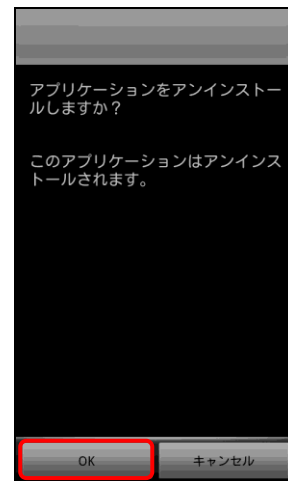 アプリケーションをアンインストー
ルしますか？
このアプリケーションはアンインス
トールされます。
OK
キャンセル